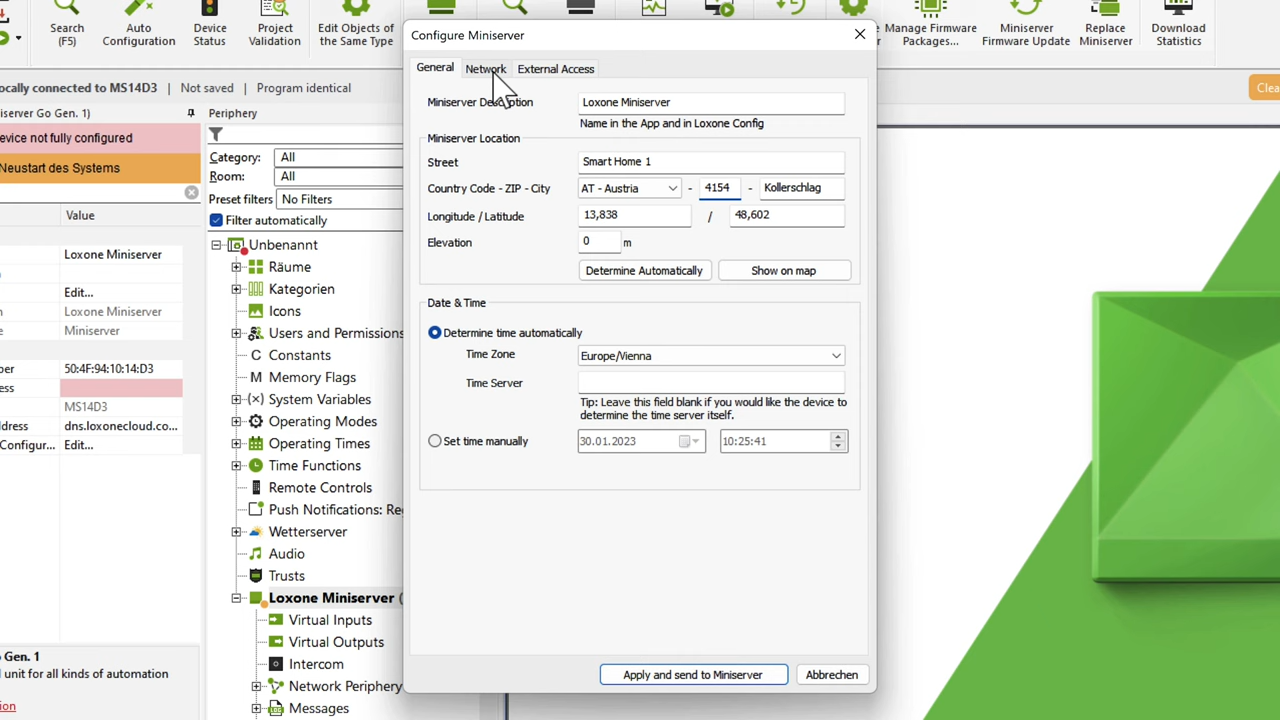 Search
(F5)
Auto
Configuration
Device
Status
Project
Validation
Edit Objects of
the Same Type
Manage Firmware
Packages...
Miniserver
Firmware Update
Replace
Miniserver
Download
Statistics
ocally connected to MS14D3
Not saved
Program identical
Clea
iniserver Go Gen. 1)
evice not fully configured
Neustart des Systems
Value
Loxone Miniserver
Edit...
Loxone Miniserver
Miniserver
ber
50:4F:94:10:14:D3
ess
MS14D3
ddress
dns.loxonecloud.co...
Configur...
Edit...
Gen. 1
unit for all kinds of automation
ion
Periphery
Category:
All
Room:
All
Preset filters
No Filters
Filter automatically
Unbenannt
Räume
Kategorien
Icons
Users and Permissions
Constants
Memory Flags
System Variables
Operating Modes
Operating Times
Time Functions
Remote Controls
Push Notifications: Re
Wetterserver
Audio
Trusts
Loxone Miniserver (
Virtual Inputs
Virtual Outputs
Intercom
Network Periphery
Messages
Configure Miniserver
General
Network
External Access
Miniserver Description
Loxone Miniserver
Name in the App and in Loxone Config
Miniserver Location
Street
Smart Home 1
Country Code - ZIP - City
AT - Austria
-
4154
-
Kollerschlag
Longitude / Latitude
13,838
/
48,602
Elevation
0
m
Determine Automatically
Show on map
Date & Time
Determine time automatically
Time Zone
Europe/Vienna
Time Server
Tip: Leave this field blank if you would like the device to
determine the time server itself.
Set time manually
30.01.2023
10:25:41
Apply and send to Miniserver
Abbrechen